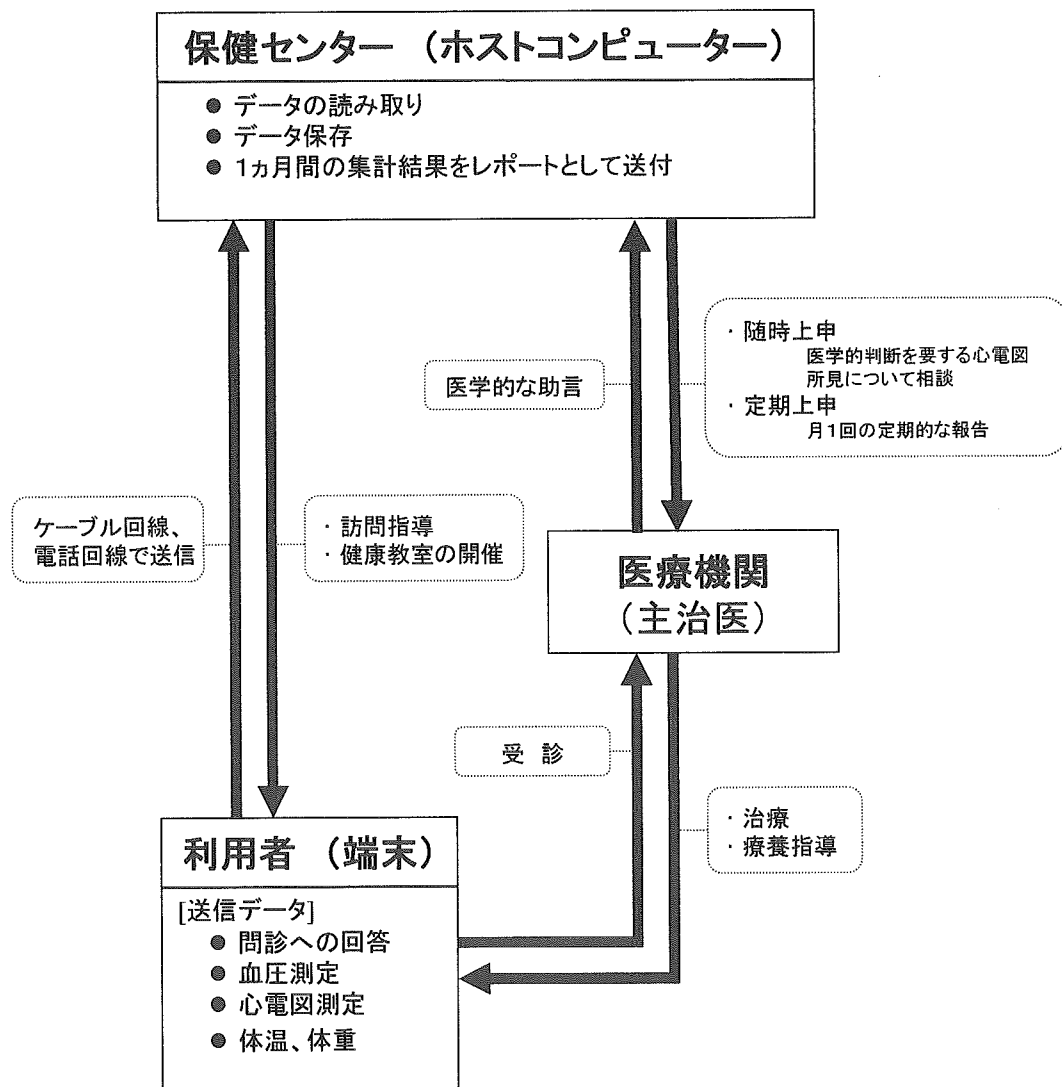 保健センター （ホストコンピューター）
● データの読み取り
● データ保存
● 1ヵ月間の集計結果をレポートとして送付
・随時上申
医学的判断を要する心電図
所見について相談
・定期上申
月1回の定期的な報告
医学的な助言
ケーブル回線、
電話回線で送信
・訪問指導
・健康教室の開催
医療機関
（主治医）
受 診
・治療
・療養指導
利用者 （端末）
[送信データ]
● 問診への回答
● 血圧測定
● 心電図測定
● 体温、体重